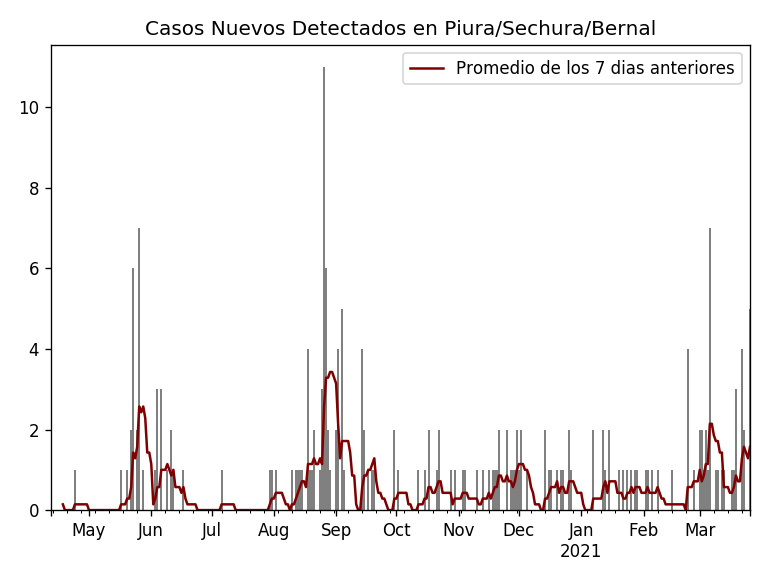 Casos Nuevos Detectados en Piura/Sechura/Bernal
Promedio de los 7 dias anteriores
10
8
6
4
2
0
May Jun Jul Aug Sep Oct Nov Dec Jan Feb Mar
2021